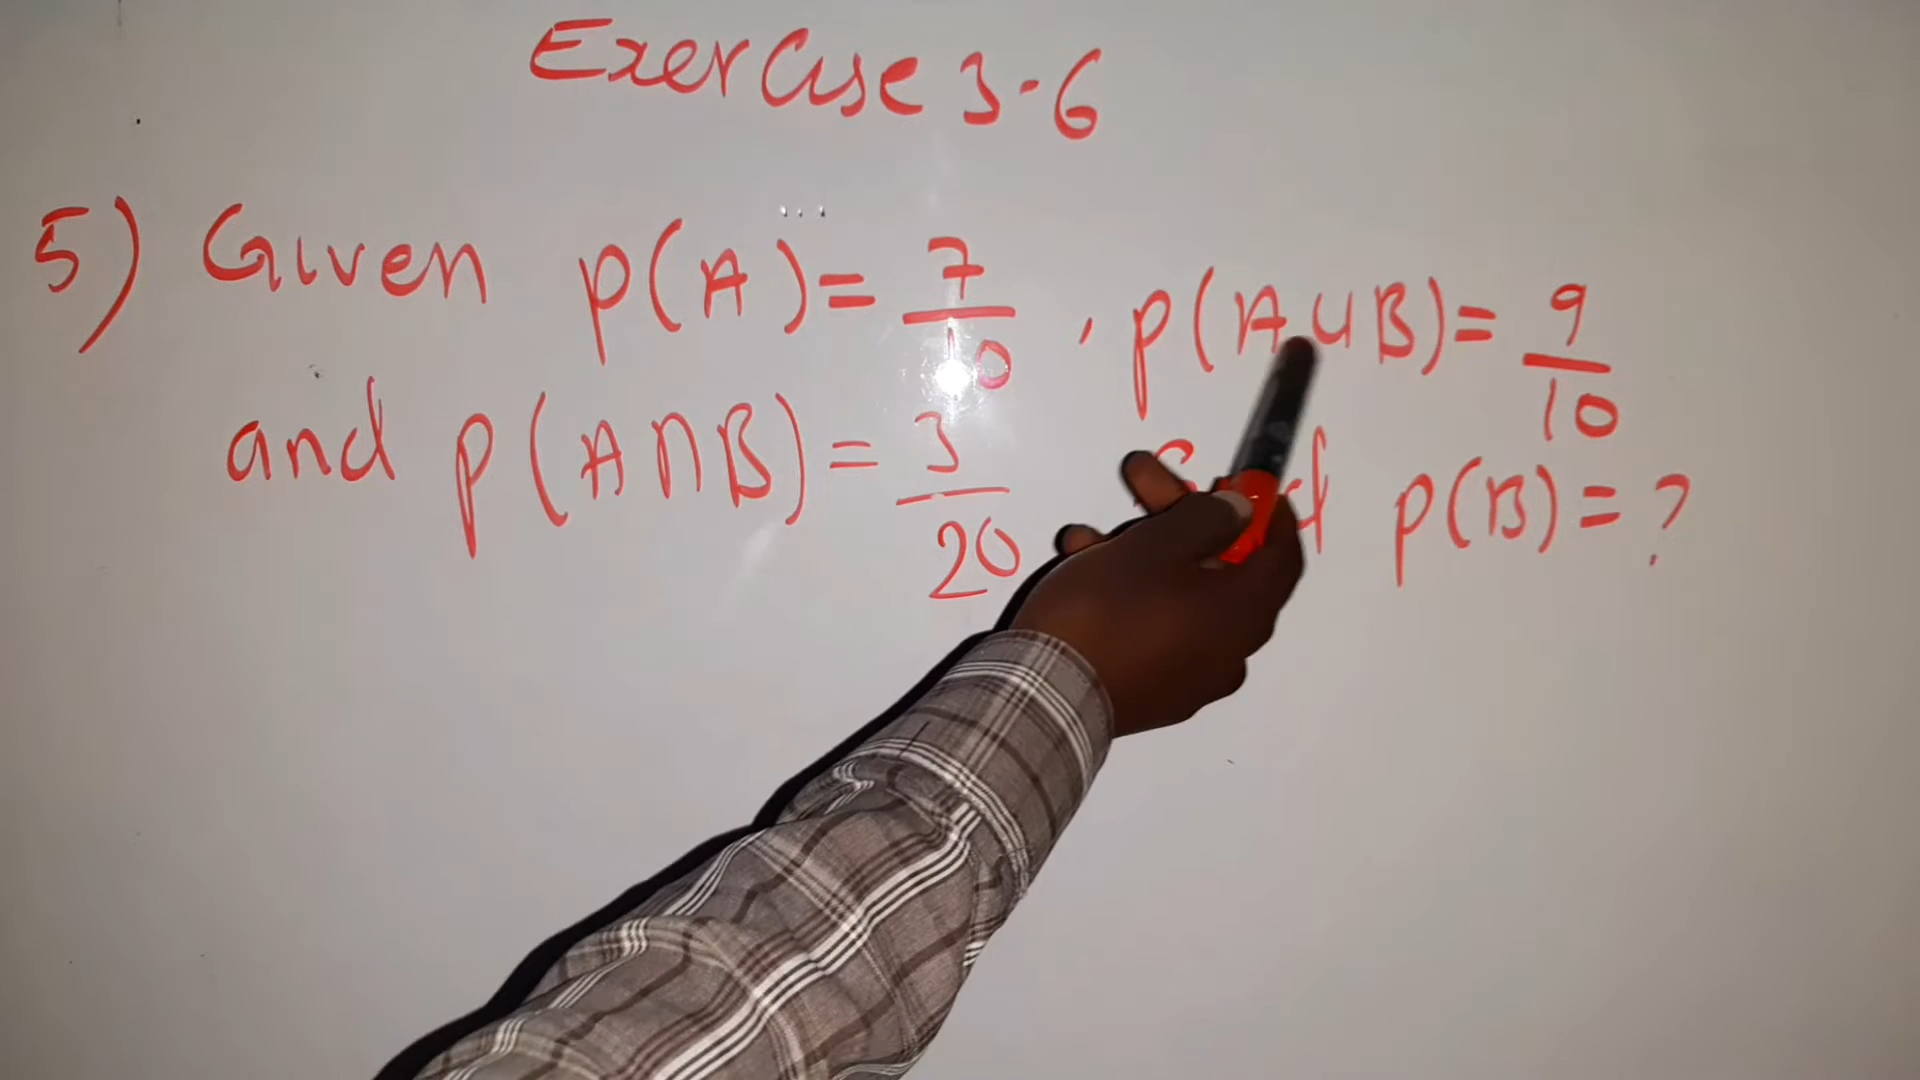 Exercise 3-6
5) Given p(A) = 7/10, p(A∪B) = 9/10
and p(A∩B) = 3/20 p(B) = ?